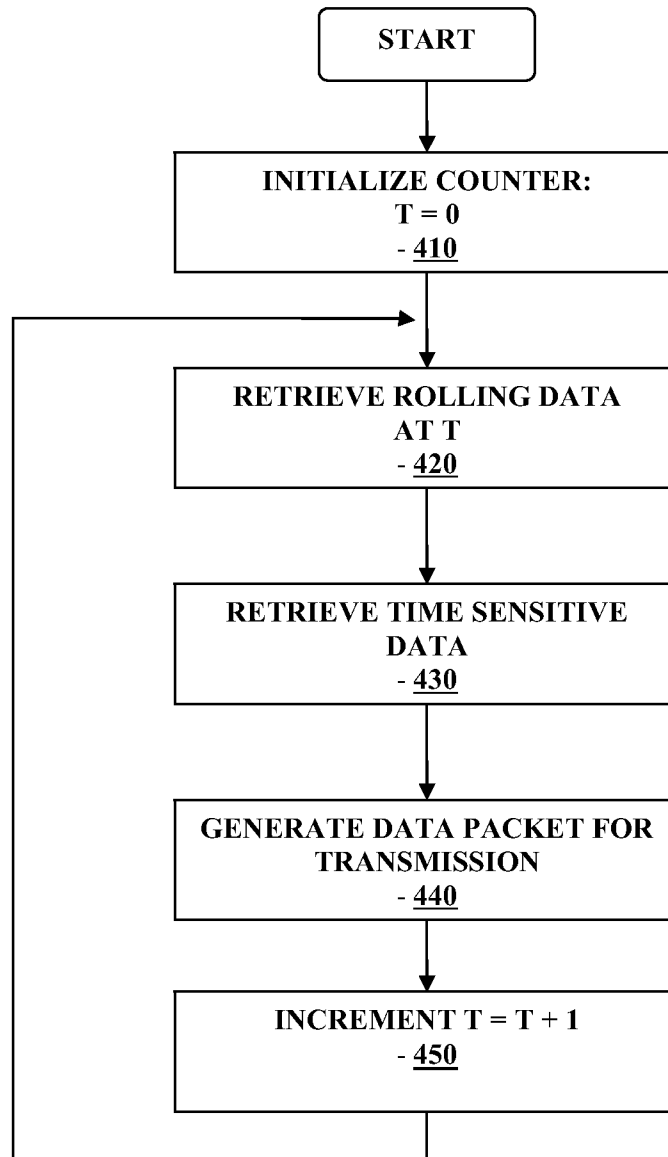 START
INITIALIZE COUNTER:
T = 0
- 410
RETRIEVE ROLLING DATA
AT T
- 420
RETRIEVE TIME SENSITIVE
DATA
- 430
GENERATE DATA PACKET FOR
TRANSMISSION
- 440
INCREMENT T = T + 1
- 450